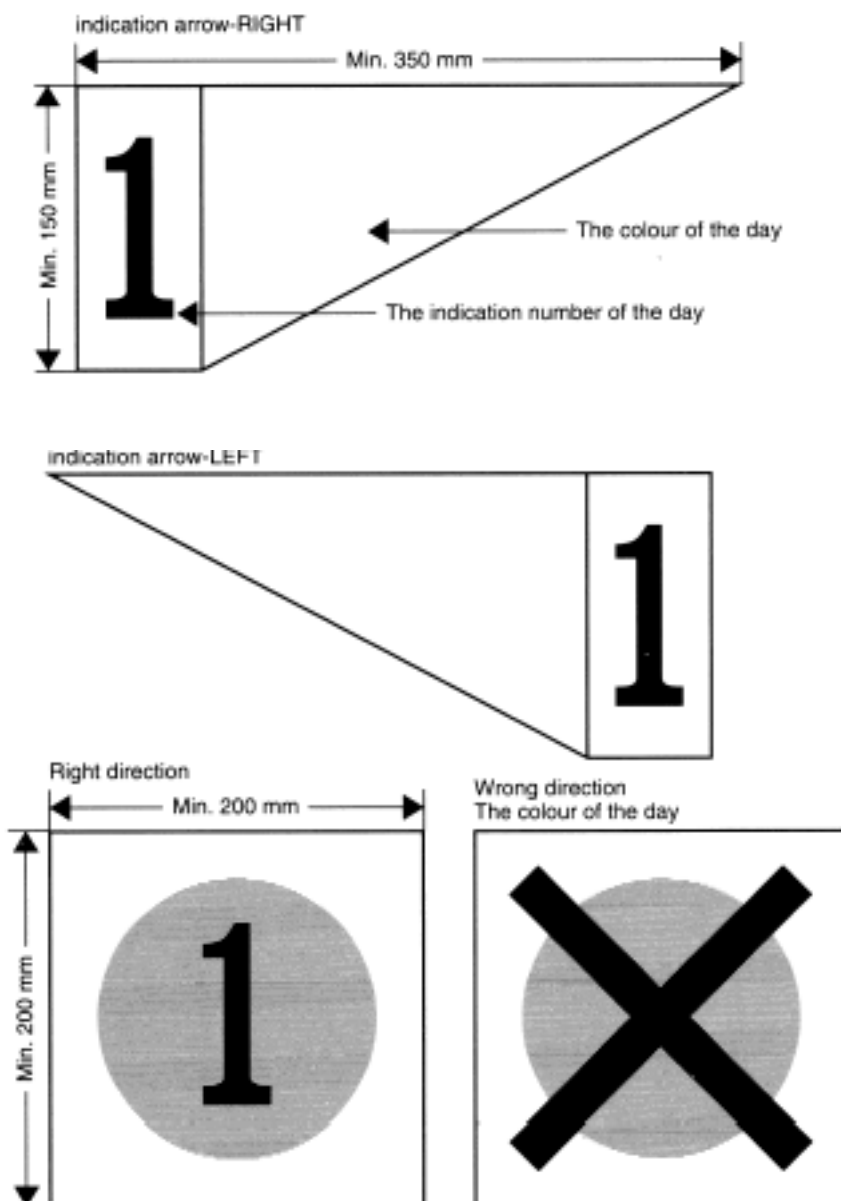 indication arrow-RIGHT
Min. 350 mm
Min. 150 mm
1
The colour of the day
The indication number of the day
indication arrow-LEFT
1
Right direction
Min. 200 mm
Min. 200 mm
1
Wrong direction
The colour of the day